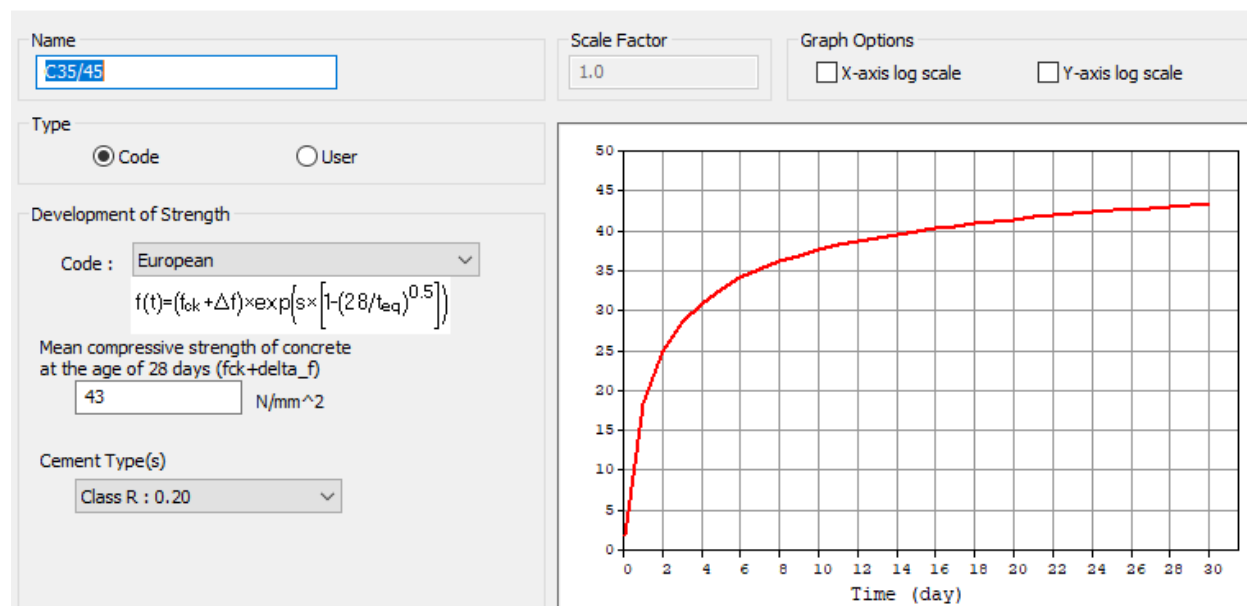 Name
C35/45
Scale Factor
1.0
Graph Options
X-axis log scale
Y-axis log scale
Type
Code
User
Development of Strength
Code :
European
f(t)=(fck+Δf)×exp{s×[1-(28/teq)^0.5]}
Mean compressive strength of concrete
at the age of 28 days (fck+delta_f)
43
N/mm^2
Cement Type(s)
Class R : 0.20
50
45
40
35
30
25
20
15
10
5
0
0 2 4 6 8 10 12 14 16 18 20 22 24 26 28 30
Time (day)